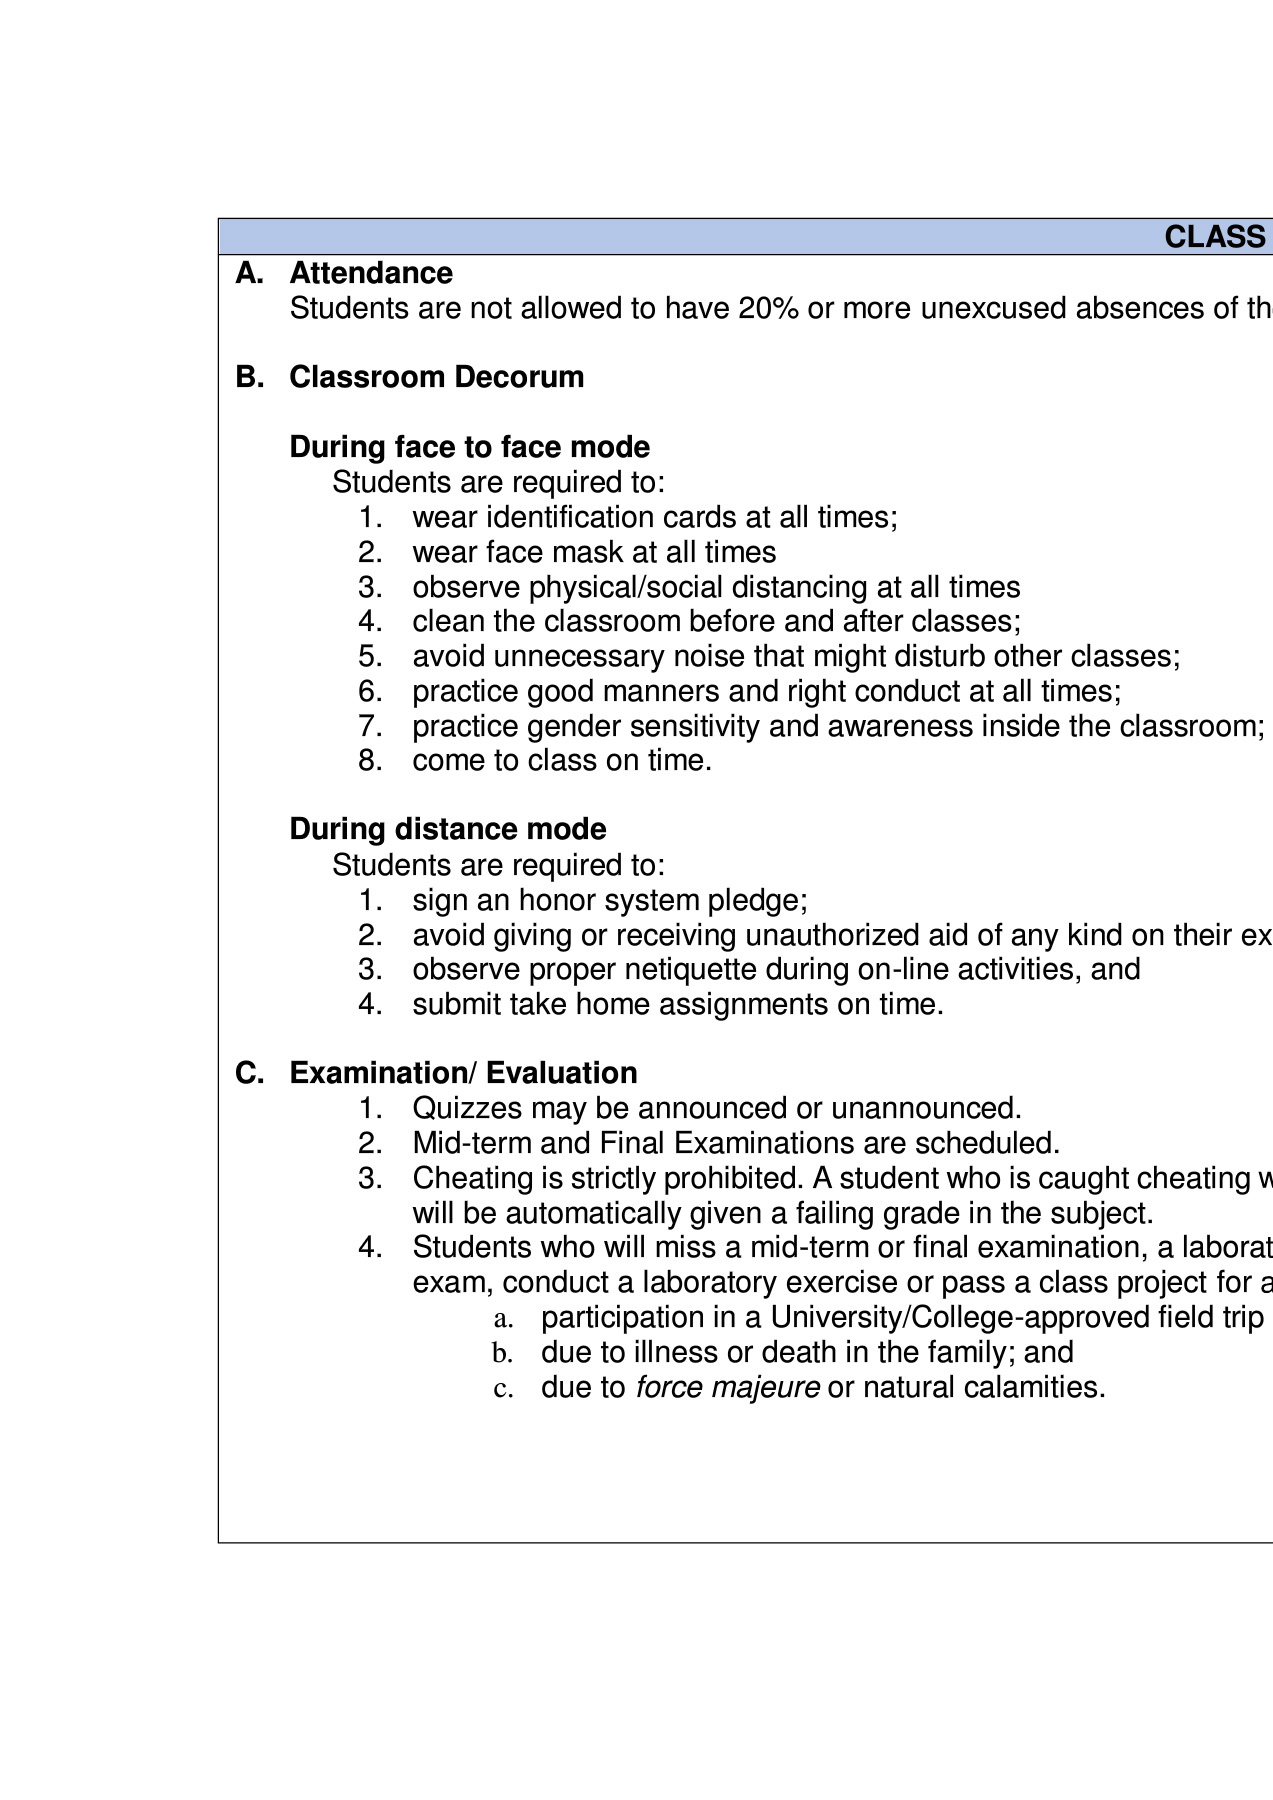 CLASS
A. Attendance
Students are not allowed to have 20% or more unexcused absences of
B. Classroom Decorum
During face to face mode
Students are required to:
1. wear identification cards at all times;
2. wear face mask at all times
3. observe physical/social distancing at all times
4. clean the classroom before and after classes;
5. avoid unnecessary noise that might disturb other classes;
6. practice good manners and right conduct at all times;
7. practice gender sensitivity and awareness inside the classroom;
8. come to class on time.
During distance mode
Students are required to:
1. sign an honor system pledge;
2. avoid giving or receiving unauthorized aid of any kind on their
3. observe proper netiquette during on-line activities, and
4. submit take home assignments on time.
C. Examination/ Evaluation
1. Quizzes may be announced or unannounced.
2. Mid-term and Final Examinations are scheduled.
3. Cheating is strictly prohibited. A student who is caught cheating
will be automatically given a failing grade in the subject.
4. Students who will miss a mid-term or final examination, a
exam, conduct a laboratory exercise or pass a class project for
a. participation in a University/College-approved field trip
b. due to illness or death in the family; and
c. due to force majeure or natural calamities.